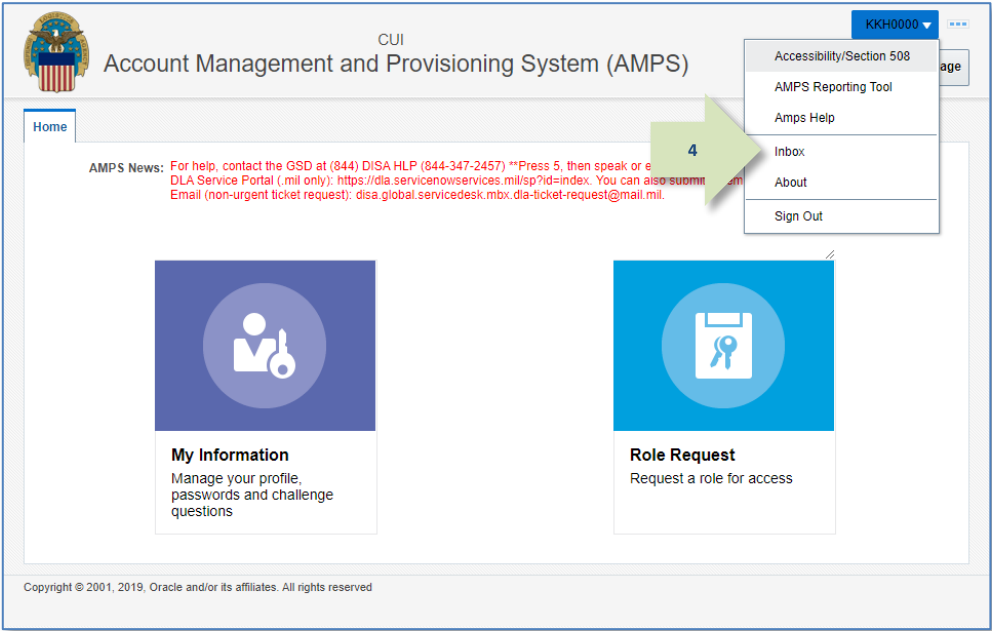 CUI
Account Management and Provisioning System (AMPS)
KKH0000
age
Accessibility/Section 508
AMPS Reporting Tool
Amps Help
Inbox
About
Sign Out
4
Home
AMPS News: For help, contact the GSD at (844) DISA HLP (844-347-2457) **Press 5, then speak or e
DLA Service Portal (.mil only): https://dla.servicenowservices.mil/sp?id=index. You can also submit
Email (non-urgent ticket request): disa.global.servicedesk.mbx.dla-ticket-request@mail.mil.
My Information
Manage your profile,
passwords and challenge
questions
Role Request
Request a role for access
Copyright © 2001, 2019, Oracle and/or its affiliates. All rights reserved